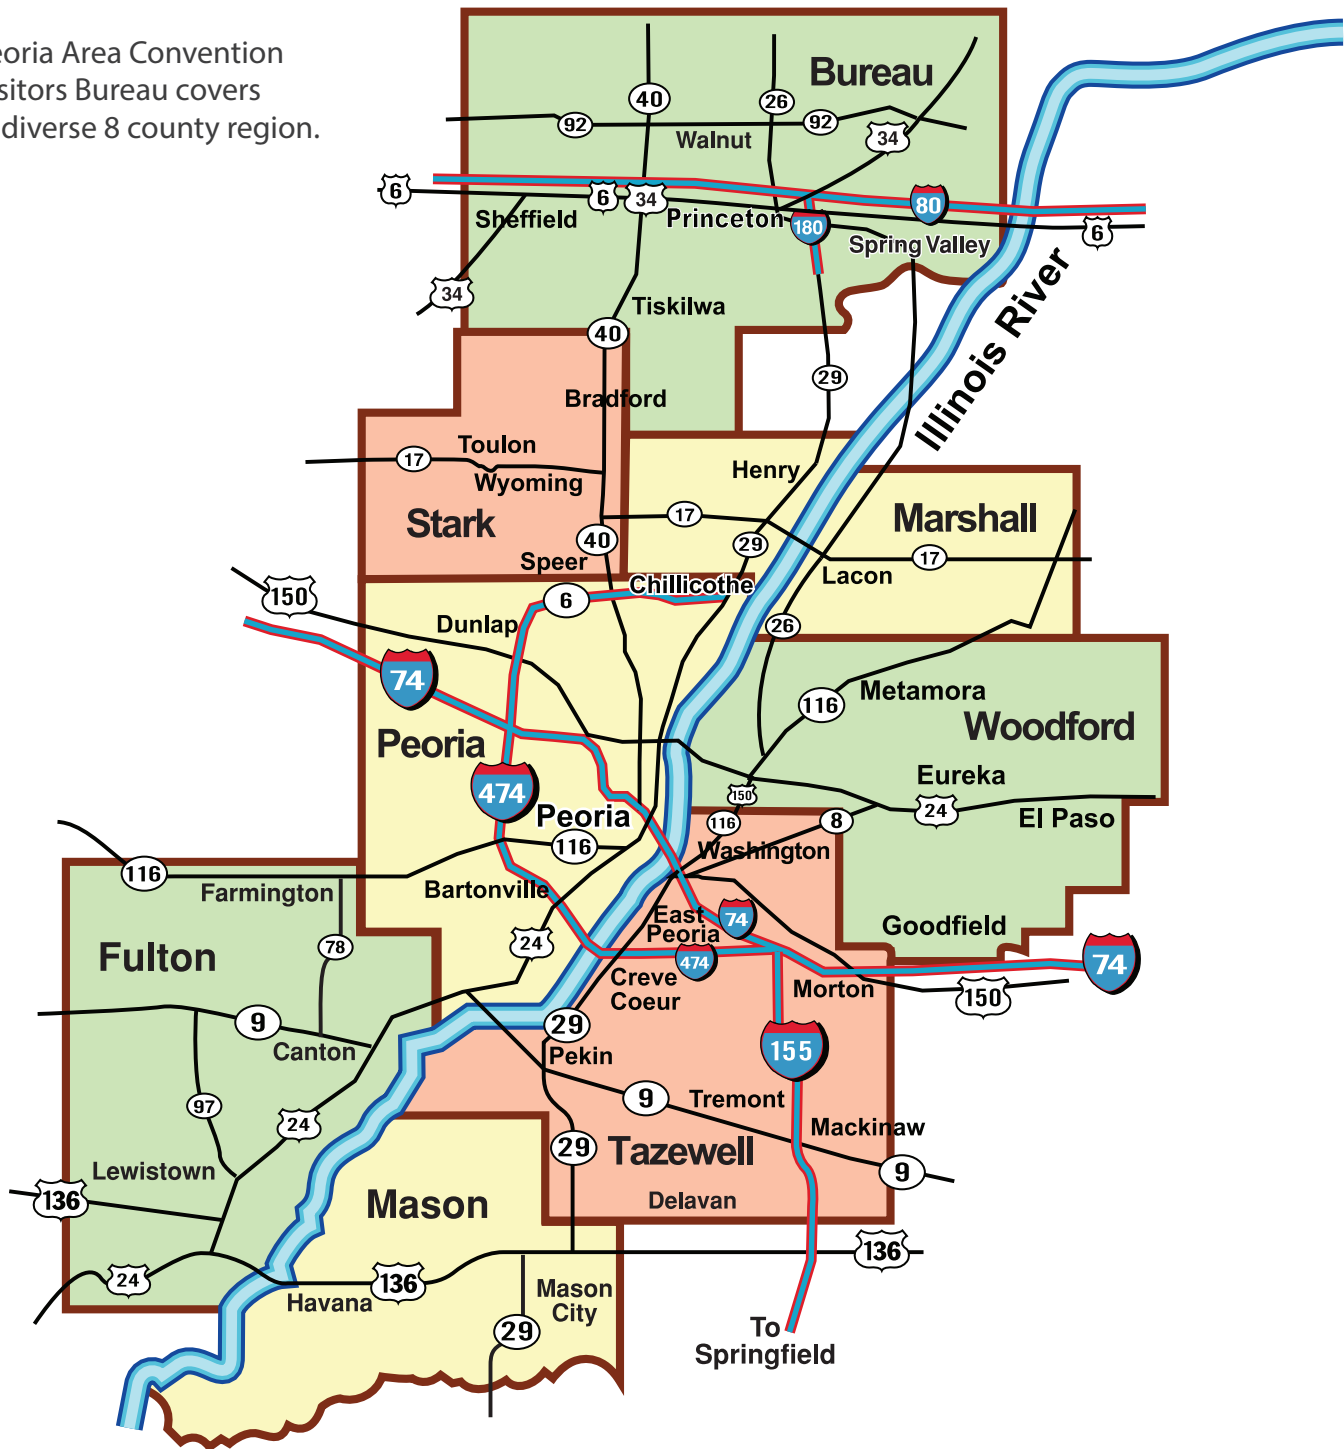 eoria Area Convention
sitors Bureau covers
diverse 8 county region.
Bureau
40
26
92
Walnut
92
34
6
6
34
80
Sheffield
Princeton
180
6
Spring Valley
34
Tiskilwa
Illinois River
40
29
Bradford
Toulon
17
Henry
Wyoming
Stark
17
Marshall
40
29
Speer
17
Lacon
Chillicothe
150
6
Dunlap
26
74
Metamora
116
Peoria
Woodford
474
Eureka
150
24
Peoria
116
8
El Paso
116
Washington
116
Farmington
Bartonville
74
East
Peoria
Goodfield
78
24
Fulton
474
74
Creve
Coeur
Morton
150
9
29
Canton
Pekin
155
97
9
Tremont
24
Mackinaw
29
Tazewell
Lewistown
9
136
Mason
Delavan
136
24
136
Havana
Mason
City
29
To
Springfield